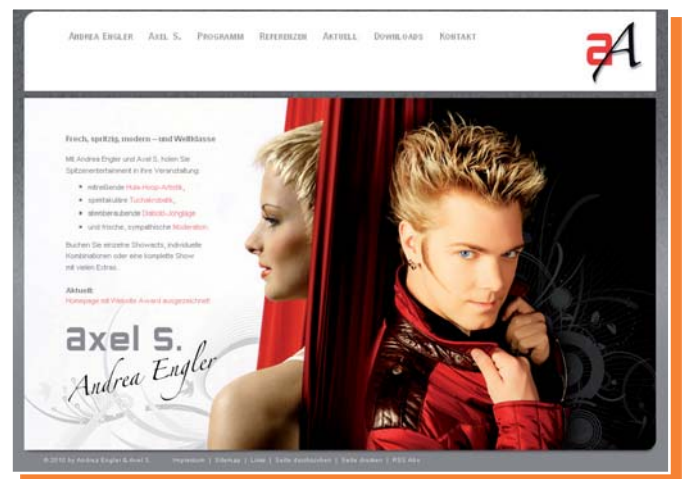 Andrea Engler Axel S. Programm Referenzen Aktuell Downloads Kontakt
aA
Frech, spritzig, modern – und Weltklasse
Mit Andrea Engler und Axel S. holen Sie
Spitzenentertainment in Ihre Veranstaltung:
mitreißende Hula-Hoop-Artistik,
spektakuläre Tuchakrobatik,
atemberaubende Diabolo-Jonglage
und frische, sympathische Moderation
Buchen Sie einzelne Showacts, individuelle
Kombinationen oder eine komplette Show
mit vielen Extras.
Aktuell:
Homepage mit Website Award ausgezeichnet!
axel s.
Andrea Engler
© 2010 by Andrea Engler & Axel S. Impressum | Sitemap | Links | Seite durchsuchen | Seite drucken | RSS Abo